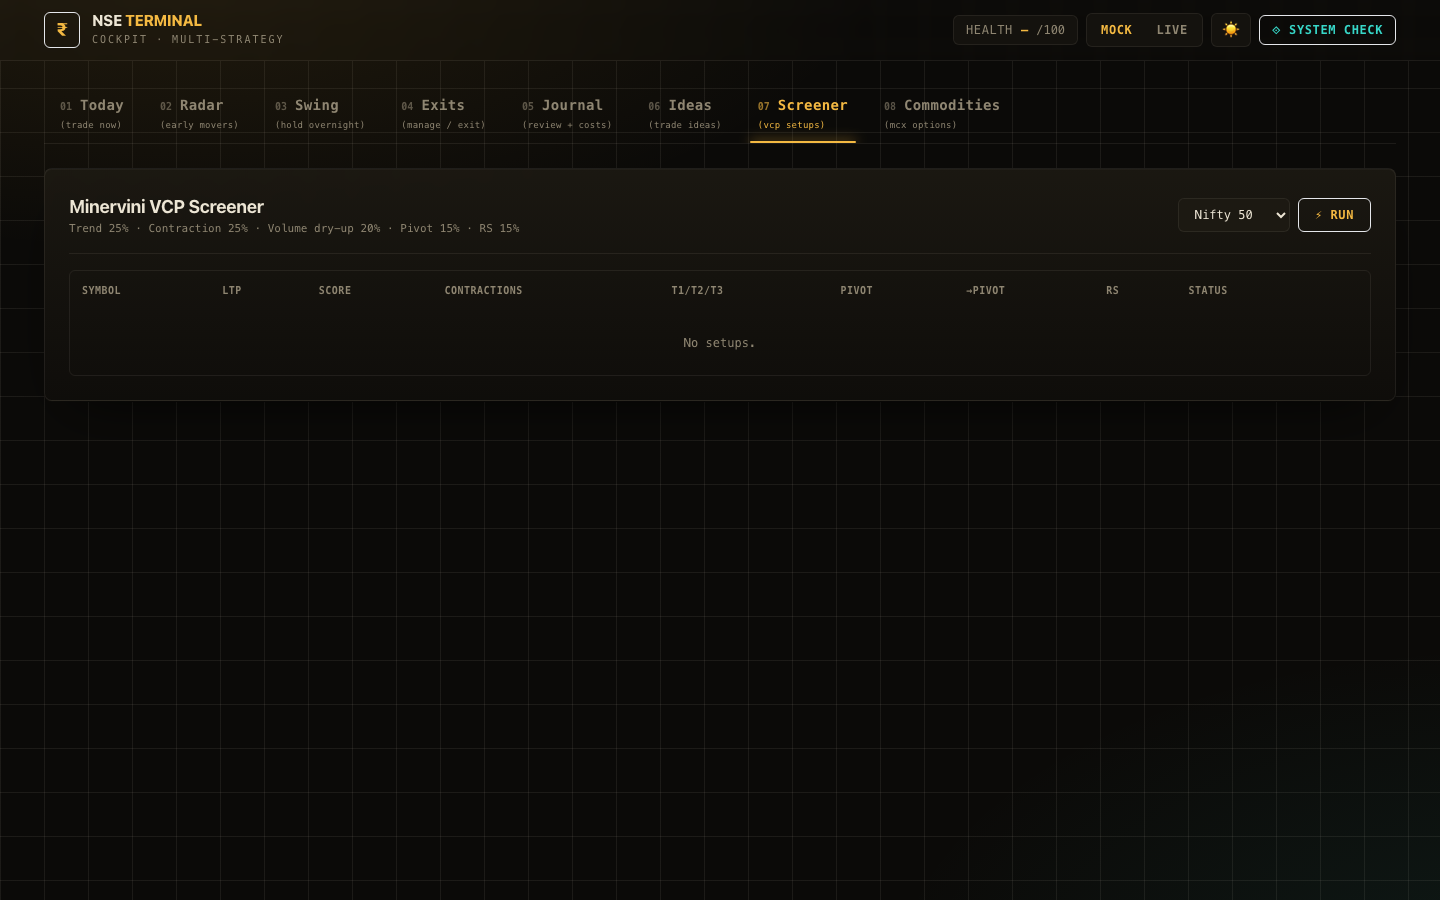 ₹
NSE TERMINAL
COCKPIT · MULTI-STRATEGY
HEALTH — /100
MOCK LIVE
◇ SYSTEM CHECK
01 Today
(trade now)
02 Radar
(early movers)
03 Swing
(hold overnight)
04 Exits
(manage / exit)
05 Journal
(review + costs)
06 Ideas
(trade ideas)
07 Screener
(vcp setups)
08 Commodities
(mcx options)
Minervini VCP Screener
Trend 25% · Contraction 25% · Volume dry-up 20% · Pivot 15% · RS 15%
Nifty 50
⚡ RUN
SYMBOL LTP SCORE CONTRACTIONS T1/T2/T3 PIVOT →PIVOT RS STATUS
No setups.